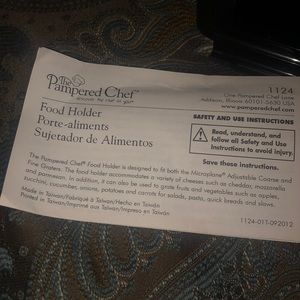 The
Pampered Chef
discover the chef in you
Food Holder
Porte-aliments
Sujetador de Alimentos
1124
One Pampered Chef Lane
Addison, Illinois 60101-5630 USA
www.pamperedchef.com
SAFETY AND USE INSTRUCTIONS
Read, understand, and
follow all Safety and Use
Instructions to avoid injury.
Save these instructions.
The Pampered Chef® Food Holder is designed to fit both the Microplane® Adjustable Coarse and
Fine Graters. The food holder accommodates a variety of cheeses such as cheddar, mozzarella
and parmesan. In addition, it can also be used to grate fruits and vegetables such as apples,
zucchini, cucumbers, onions, potatoes and carrots for salads, pasta, quick breads and slaws.
Made in Taiwan/Fabriqué à Taïwan/Hecho en Taiwán
Printed in Taiwan/Imprimé aux Taïwan/Impreso en Taiwán
1124-01T-092012